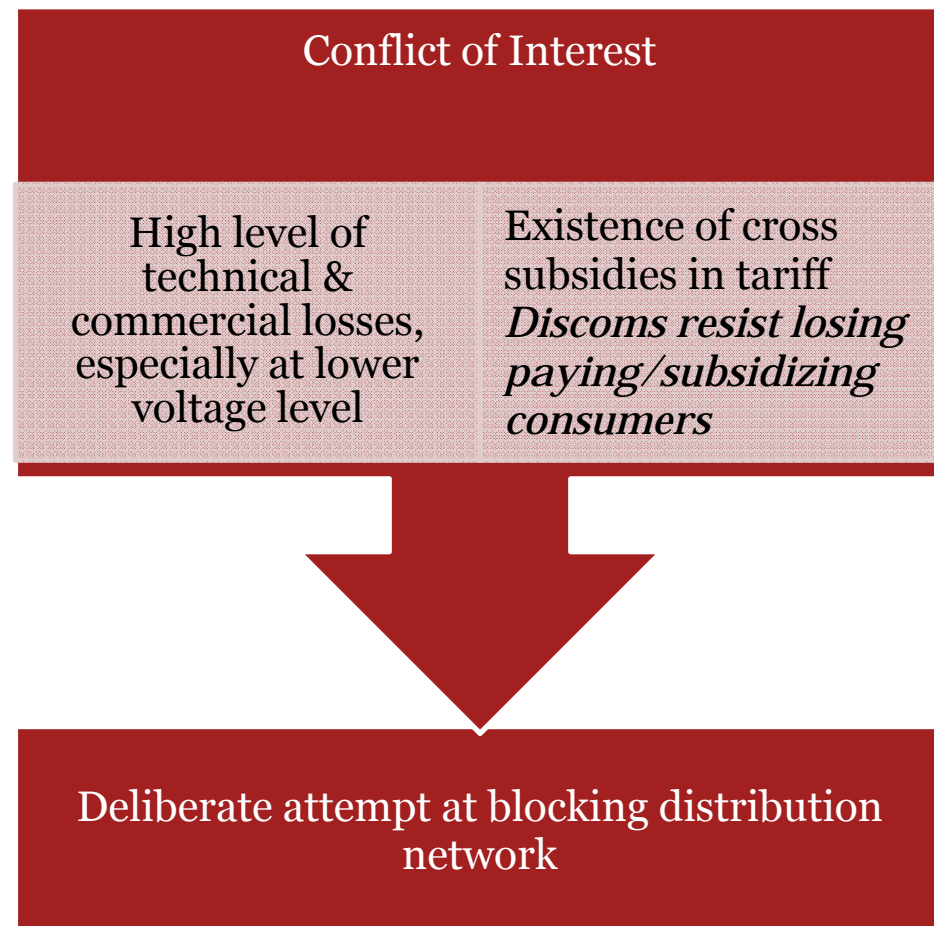 Conflict of Interest
High level of
technical &
commercial losses,
especially at lower
voltage level
Existence of cross
subsidies in tariff
Discoms resist losing
paying/subsidizing
consumers
Deliberate attempt at blocking distribution
network